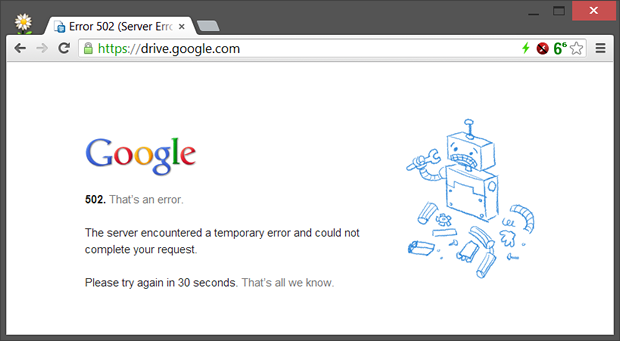 Error 502 (Server Erro
https://drive.google.com
6⁶
Google
502. That's an error.
The server encountered a temporary error and could not
complete your request.
Please try again in 30 seconds. That's all we know.